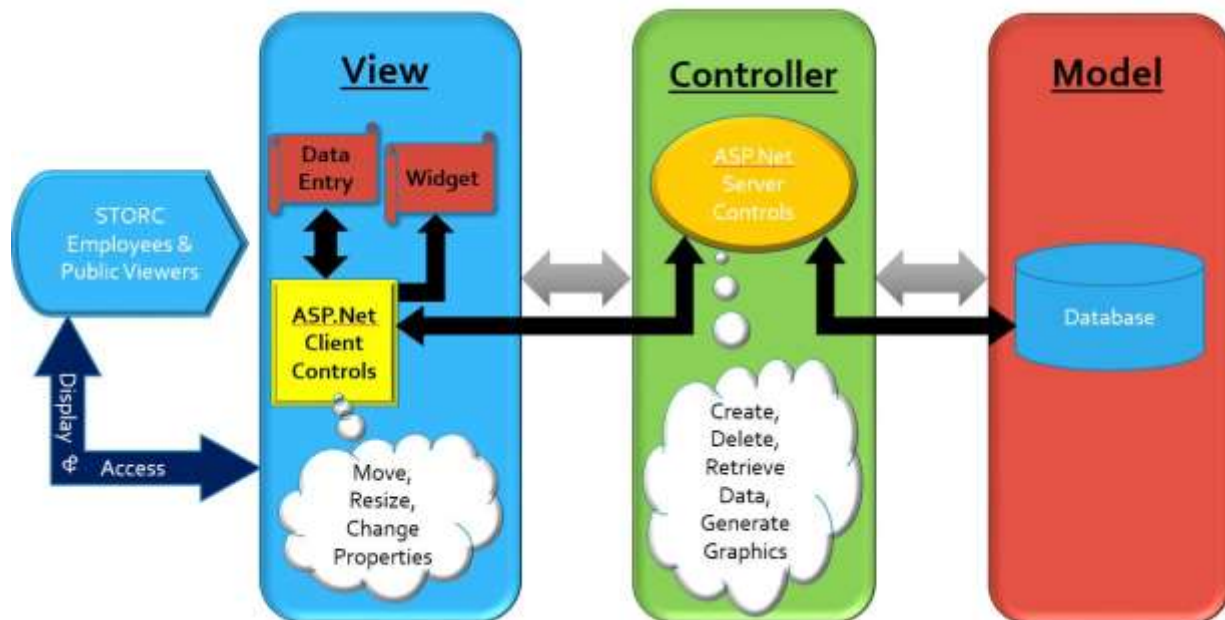 View
Controller
Model
Data
Entry
Widget
ASP.Net
Server
Controls
STORC
Employees &
Public Viewers
ASP.Net
Client
Controls
Database
Display &
Access
Move,
Resize,
Change
Properties
Create,
Delete,
Retrieve
Data,
Generate
Graphics